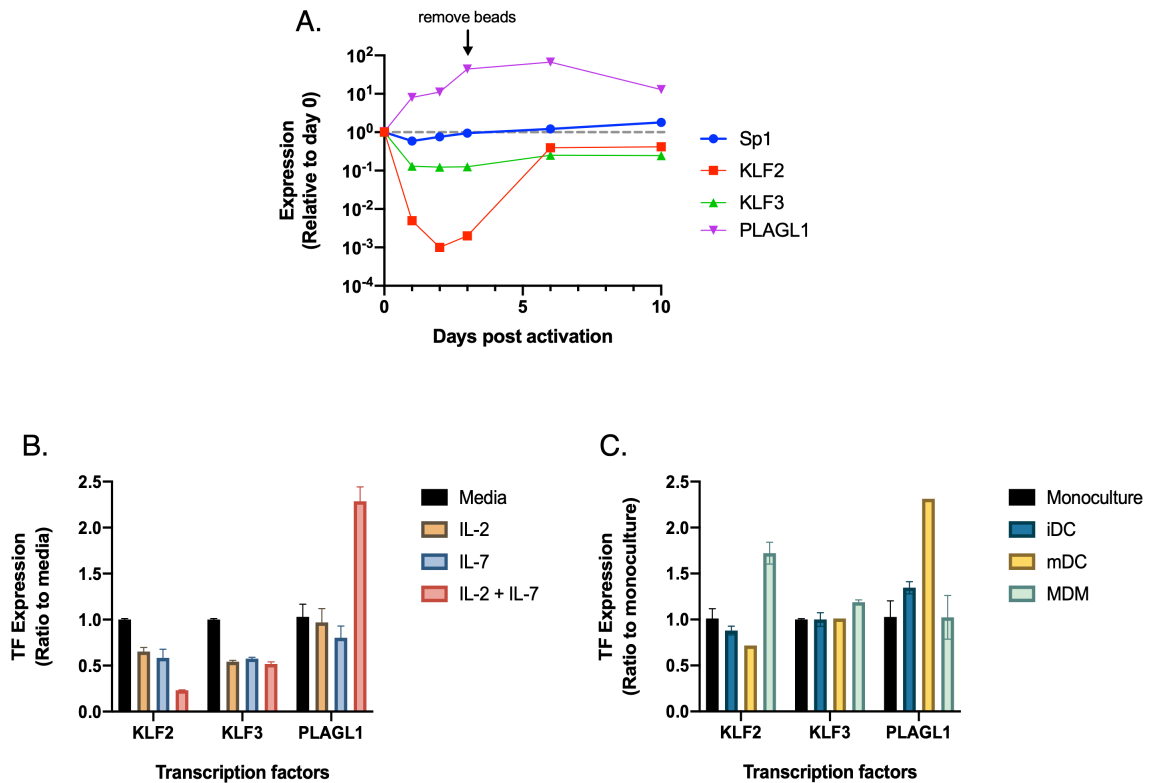 A.
remove beads
10^2
10^1
10^0
10^-1
10^-2
10^-3
10^-4
Expression
(Relative to day 0)
0
5
10
Days post activation
Sp1
KLF2
KLF3
PLAGL1
B.
2.5
2.0
1.5
1.0
0.5
0.0
TF Expression
(Ratio to media)
KLF2
KLF3
PLAGL1
Transcription factors
Media
IL-2
IL-7
IL-2 + IL-7
C.
2.5
2.0
1.5
1.0
0.5
0.0
TF Expression
(Ratio to monoculture)
KLF2
KLF3
PLAGL1
Transcription factors
Monoculture
iDC
mDC
MDM